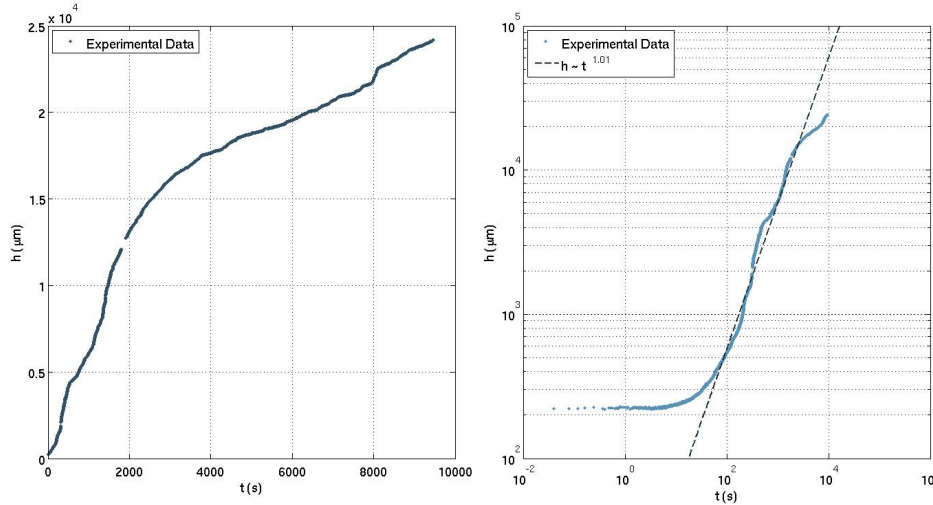 x 10 4
2.5
2
1.5
1
0.5
0
h (μm)
Experimental Data
0 2000 4000 6000 8000 10000
t (s)
10 5
10 4
10 3
10 2
h (μm)
Experimental Data
h ~ t 1.01
10 -2 10 0 10 2 10 4 10
t (s)